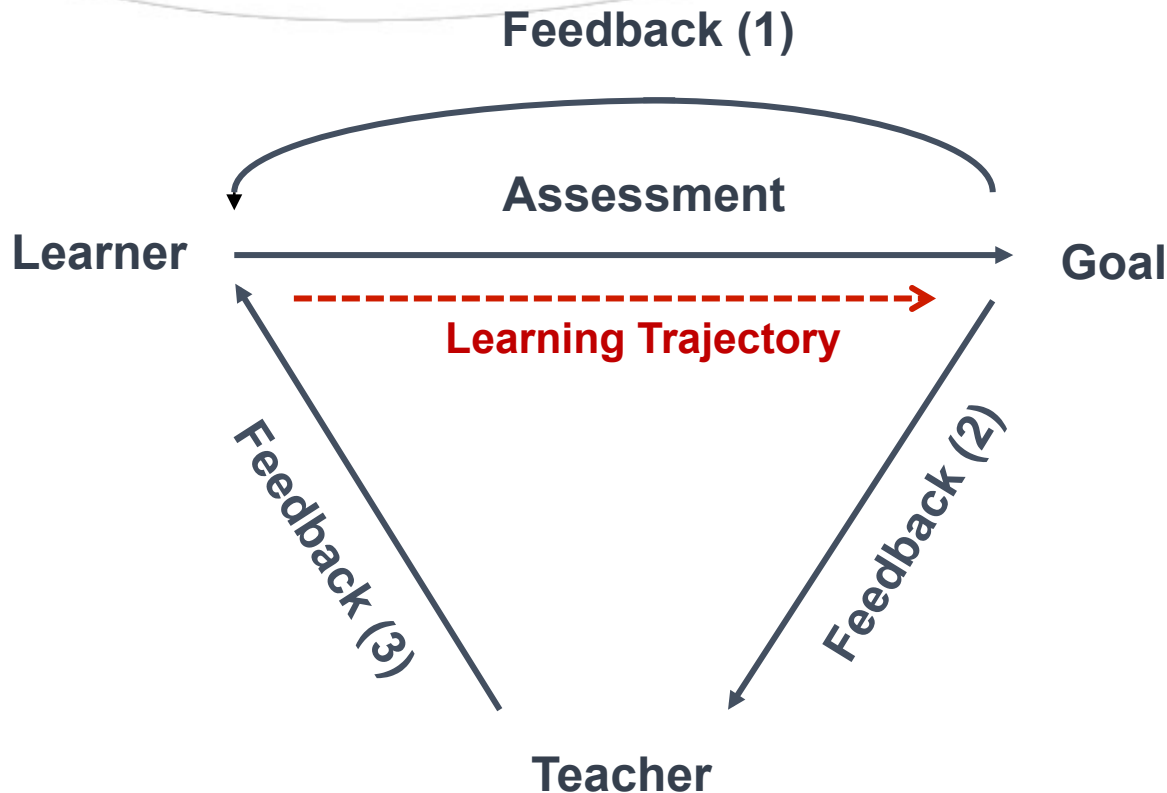 Feedback (1)
Assessment
Learner
Goal
Learning Trajectory
Feedback (3)
Feedback (2)
Teacher